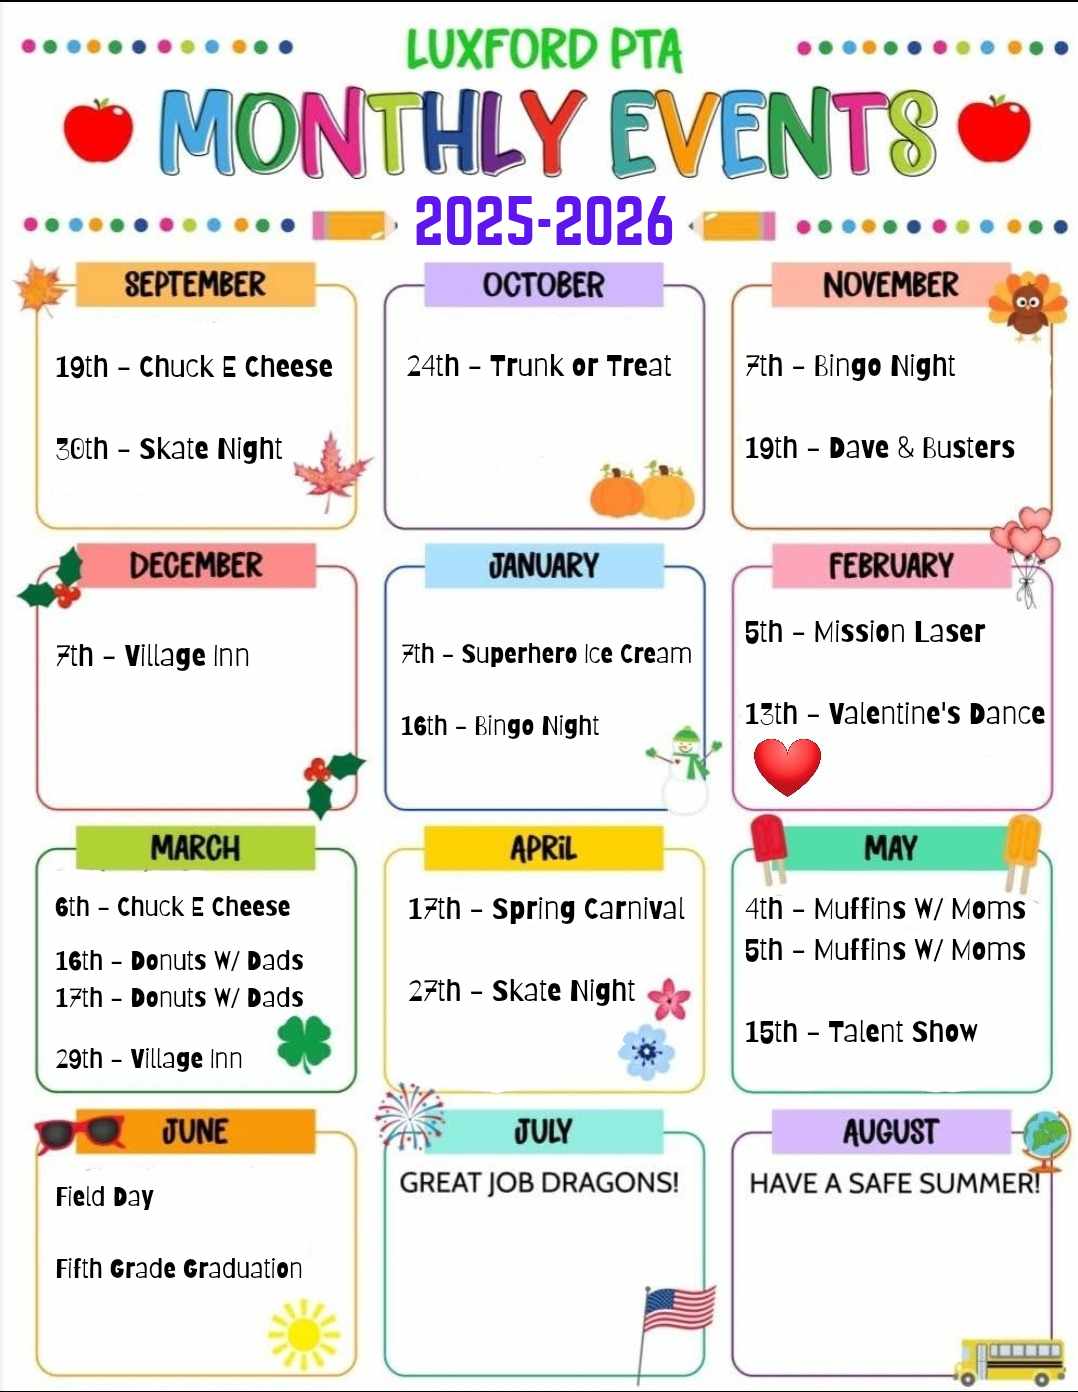 LUXFORD PTA
MONTHLY EVENTS
2025-2026
SEPTEMBER
19th - Chuck E Cheese
30th - Skate Night
OCTOBER
24th - Trunk or Treat
NOVEMBER
7th - Bingo Night
19th - Dave & Busters
DECEMBER
7th - Village Inn
JANUARY
7th - Superhero Ice Cream
16th - Bingo Night
FEBRUARY
5th - Mission Laser
13th - Valentine's Dance
MARCH
6th - Chuck E Cheese
16th - Donuts W/ Dads
17th - Donuts W/ Dads
29th - Village Inn
APRIL
17th - Spring Carnival
27th - Skate Night
MAY
4th - Muffins W/ Moms
5th - Muffins W/ Moms
15th - Talent Show
JUNE
Field Day
Fifth Grade Graduation
JULY
GREAT JOB DRAGONS!
AUGUST
HAVE A SAFE SUMMER!